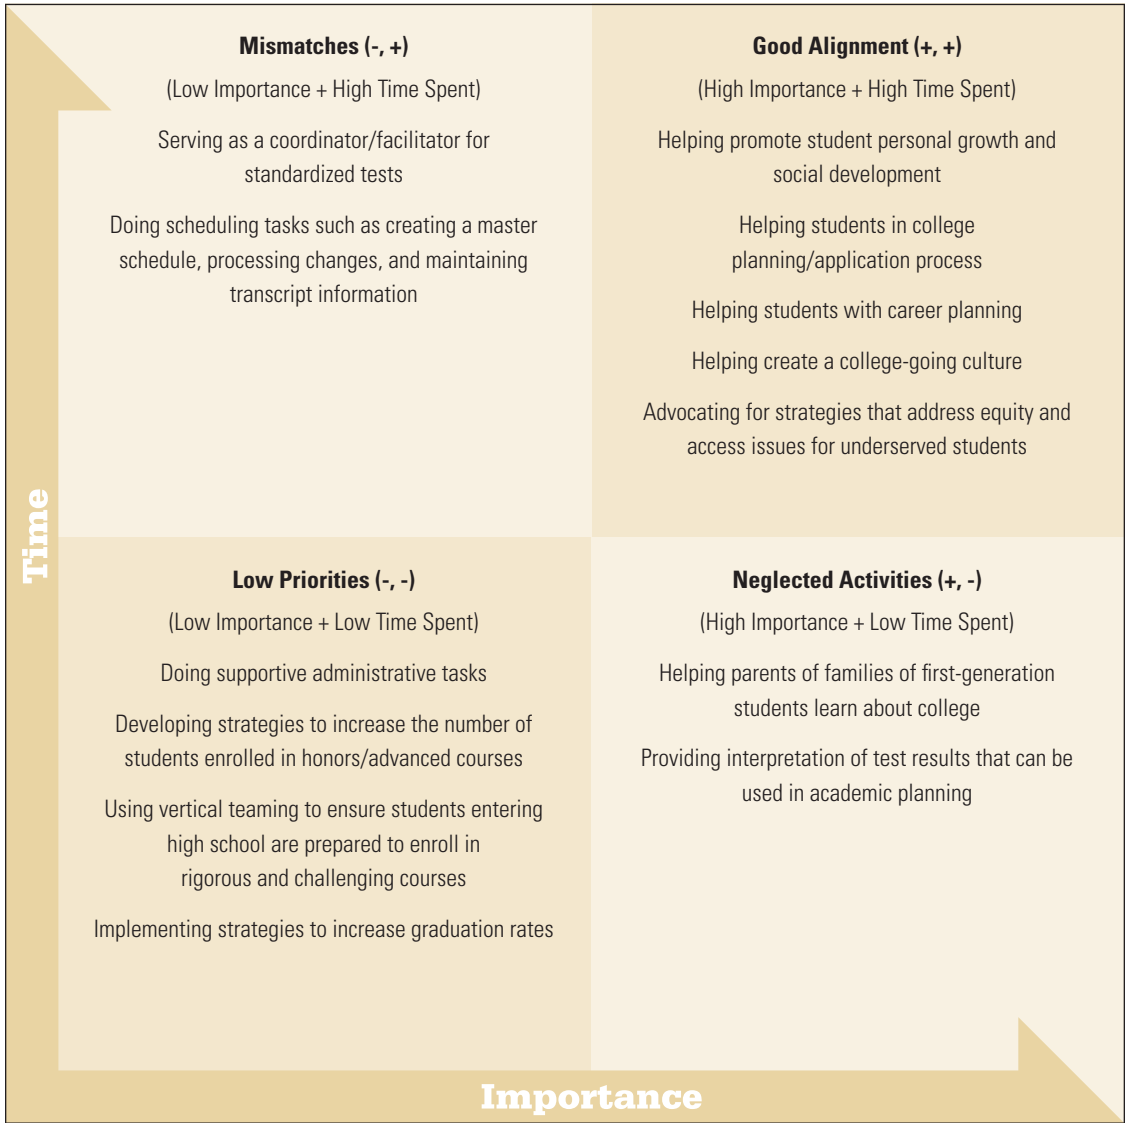 Mismatches (-, +)
(Low Importance + High Time Spent)
Serving as a coordinator/facilitator for
standardized tests
Doing scheduling tasks such as creating a master
schedule, processing changes, and maintaining
transcript information
Good Alignment (+, +)
(High Importance + High Time Spent)
Helping promote student personal growth and
social development
Helping students in college
planning/application process
Helping students with career planning
Helping create a college-going culture
Advocating for strategies that address equity and
access issues for underserved students
Time
Low Priorities (-, -)
(Low Importance + Low Time Spent)
Doing supportive administrative tasks
Developing strategies to increase the number of
students enrolled in honors/advanced courses
Using vertical teaming to ensure students entering
high school are prepared to enroll in
rigorous and challenging courses
Implementing strategies to increase graduation rates
Neglected Activities (+, -)
(High Importance + Low Time Spent)
Helping parents of families of first-generation
students learn about college
Providing interpretation of test results that can be
used in academic planning
Importance